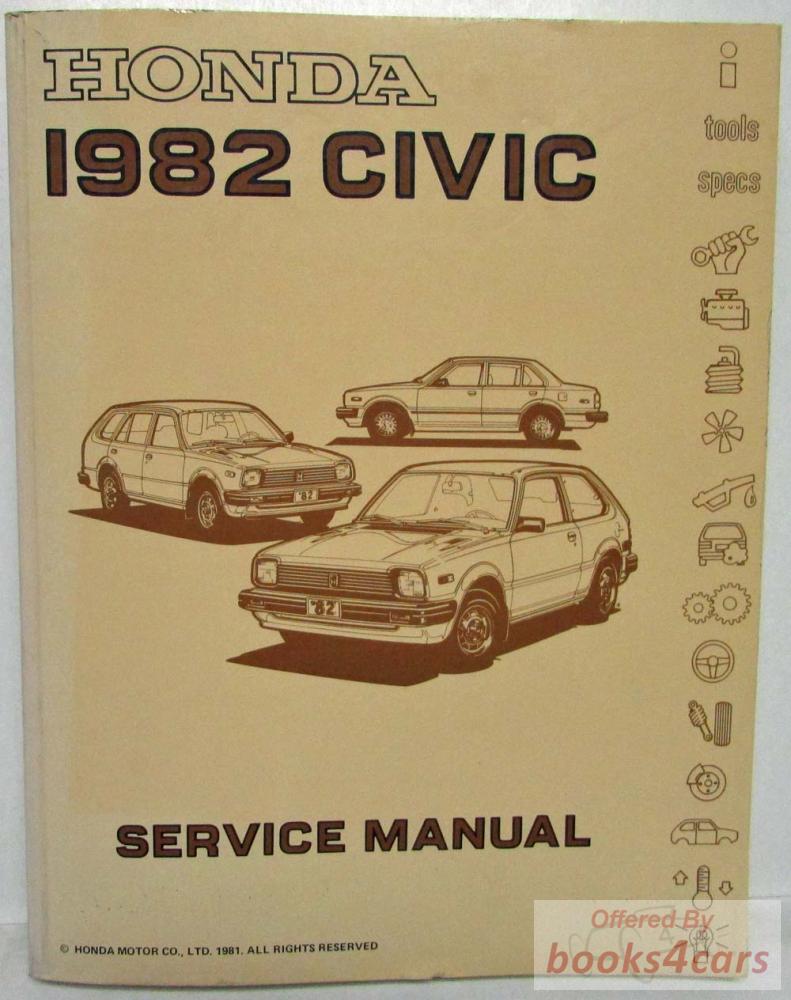 HONDA
1982 CIVIC
i
tools
specs
'82
'82
SERVICE MANUAL
© HONDA MOTOR CO., LTD. 1981. ALL RIGHTS RESERVED
Offered By
books4cars